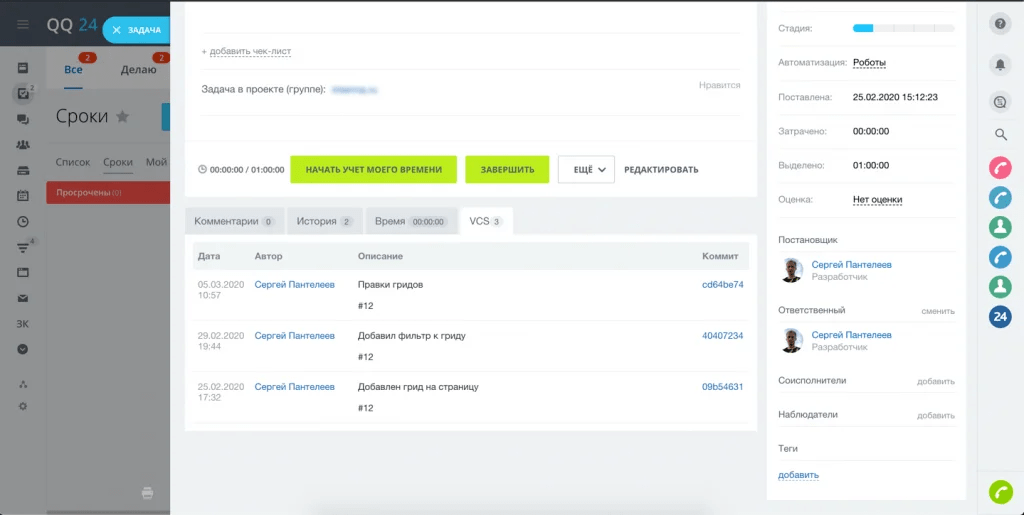 QQ 24
ЗАДАЧА
2
2
Все
Делаю
2
Сроки
Список
Сроки
Мой
Просрочены (0)
4
ЗК
+ добавить чек-лист
Задача в проекте (группе):
Нравится
00:00:00 / 01:00:00
НАЧАТЬ УЧЕТ МОЕГО ВРЕМЕНИ
ЗАВЕРШИТЬ
ЕЩЁ
РЕДАКТИРОВАТЬ
Комментарии 0
История 2
Время 00:00:00
VCS 3
Дата Автор Описание Коммит
05.03.2020 Сергей Пантелеев Правки гридов cd64be74
10:57
#12
29.02.2020 Сергей Пантелеев Добавил фильтр к гриду 40407234
19:44
#12
25.02.2020 Сергей Пантелеев Добавлен грид на страницу 09b54631
17:32
#12
Стадия:
Автоматизация: Роботы
Поставлена: 25.02.2020 15:12:23
Затрачено: 00:00:00
Выделено: 01:00:00
Оценка: Нет оценки
Постановщик
Сергей Пантелеев
Разработчик
Ответственный сменить
Сергей Пантелеев
Разработчик
Соисполнители добавить
Наблюдатели добавить
Теги
добавить
24